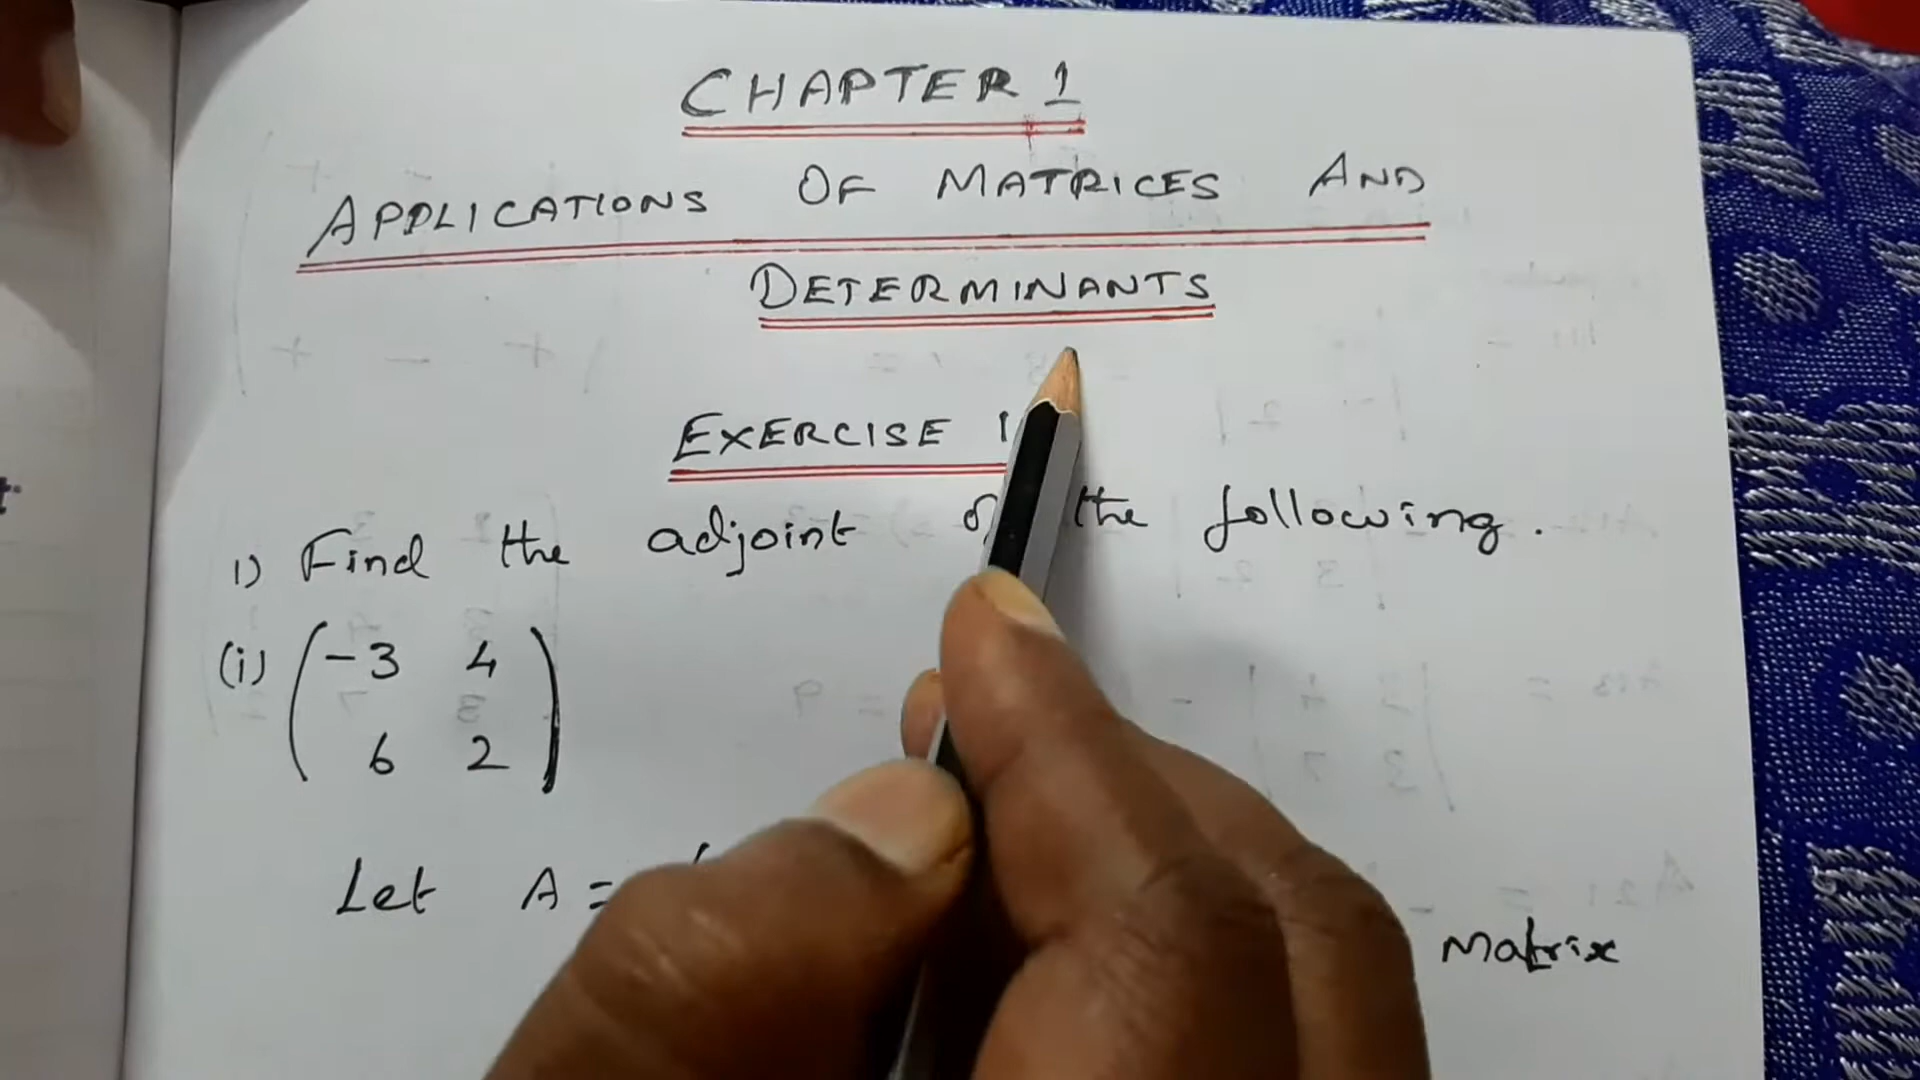 CHAPTER 1
APPLICATIONS OF MATRICES AND
DETERMINANTS
EXERCISE 1
1) Find the adjoint the following.
(i) -3 4
6 2
Let A =
Matrix